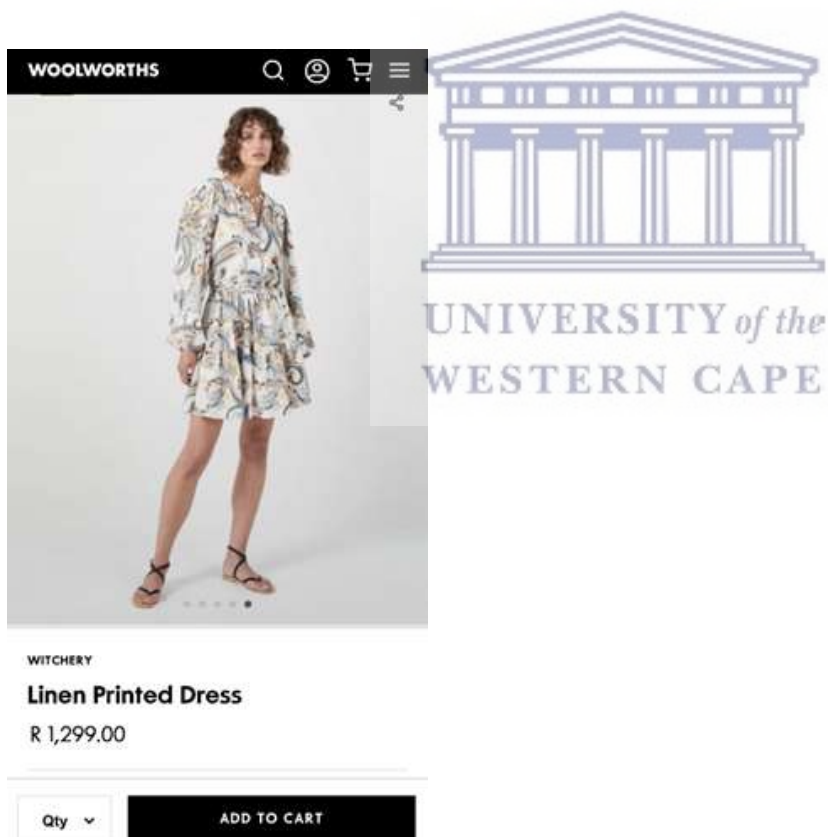 WOOLWORTHS
UNIVERSITY of the
WESTERN CAPE
WITCHERY
Linen Printed Dress
R 1,299.00
Qty
ADD TO CART